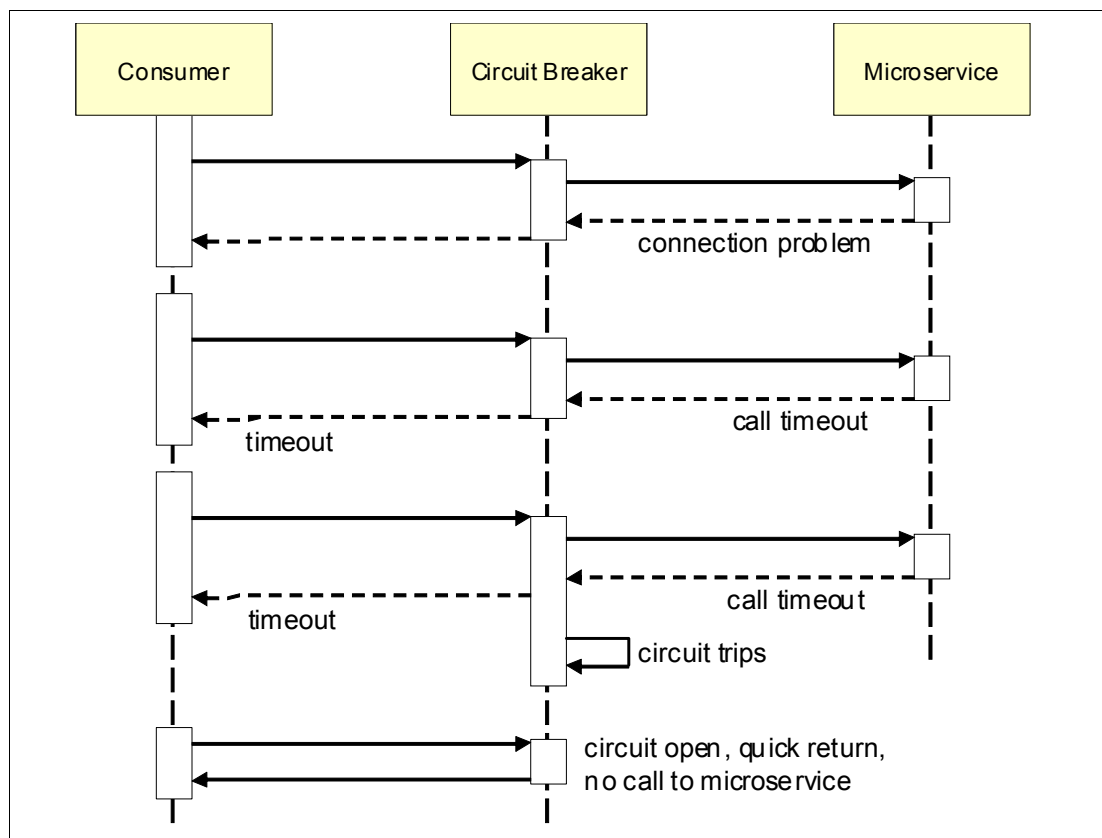 Consumer
Circuit Breaker
Microservice
connection problem
call timeout
timeout
call timeout
timeout
circuit trips
circuit open, quick return,
no call to microservice